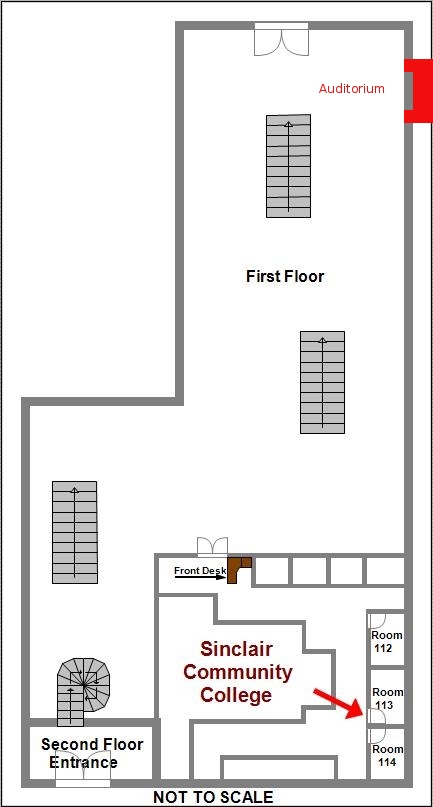 Auditorium
First Floor
Front Desk
Sinclair
Community
College
Room
112
Room
113
Room
114
Second Floor
Entrance
NOT TO SCALE